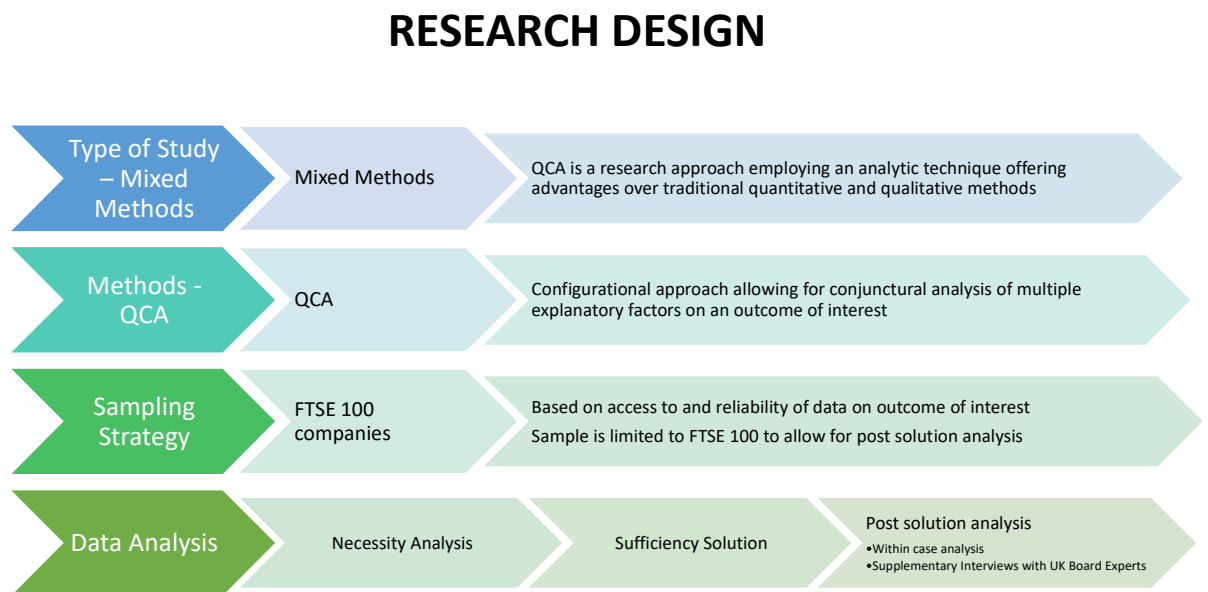 RESEARCH DESIGN
Type of Study
– Mixed
Methods
Mixed Methods
QCA is a research approach employing an analytic technique offering
advantages over traditional quantitative and qualitative methods
Methods -
QCA
QCA
Configurational approach allowing for conjunctural analysis of multiple
explanatory factors on an outcome of interest
Sampling
Strategy
FTSE 100
companies
Based on access to and reliability of data on outcome of interest
Sample is limited to FTSE 100 to allow for post solution analysis
Data Analysis
Necessity Analysis
Sufficiency Solution
Post solution analysis
•Within case analysis
•Supplementary Interviews with UK Board Experts